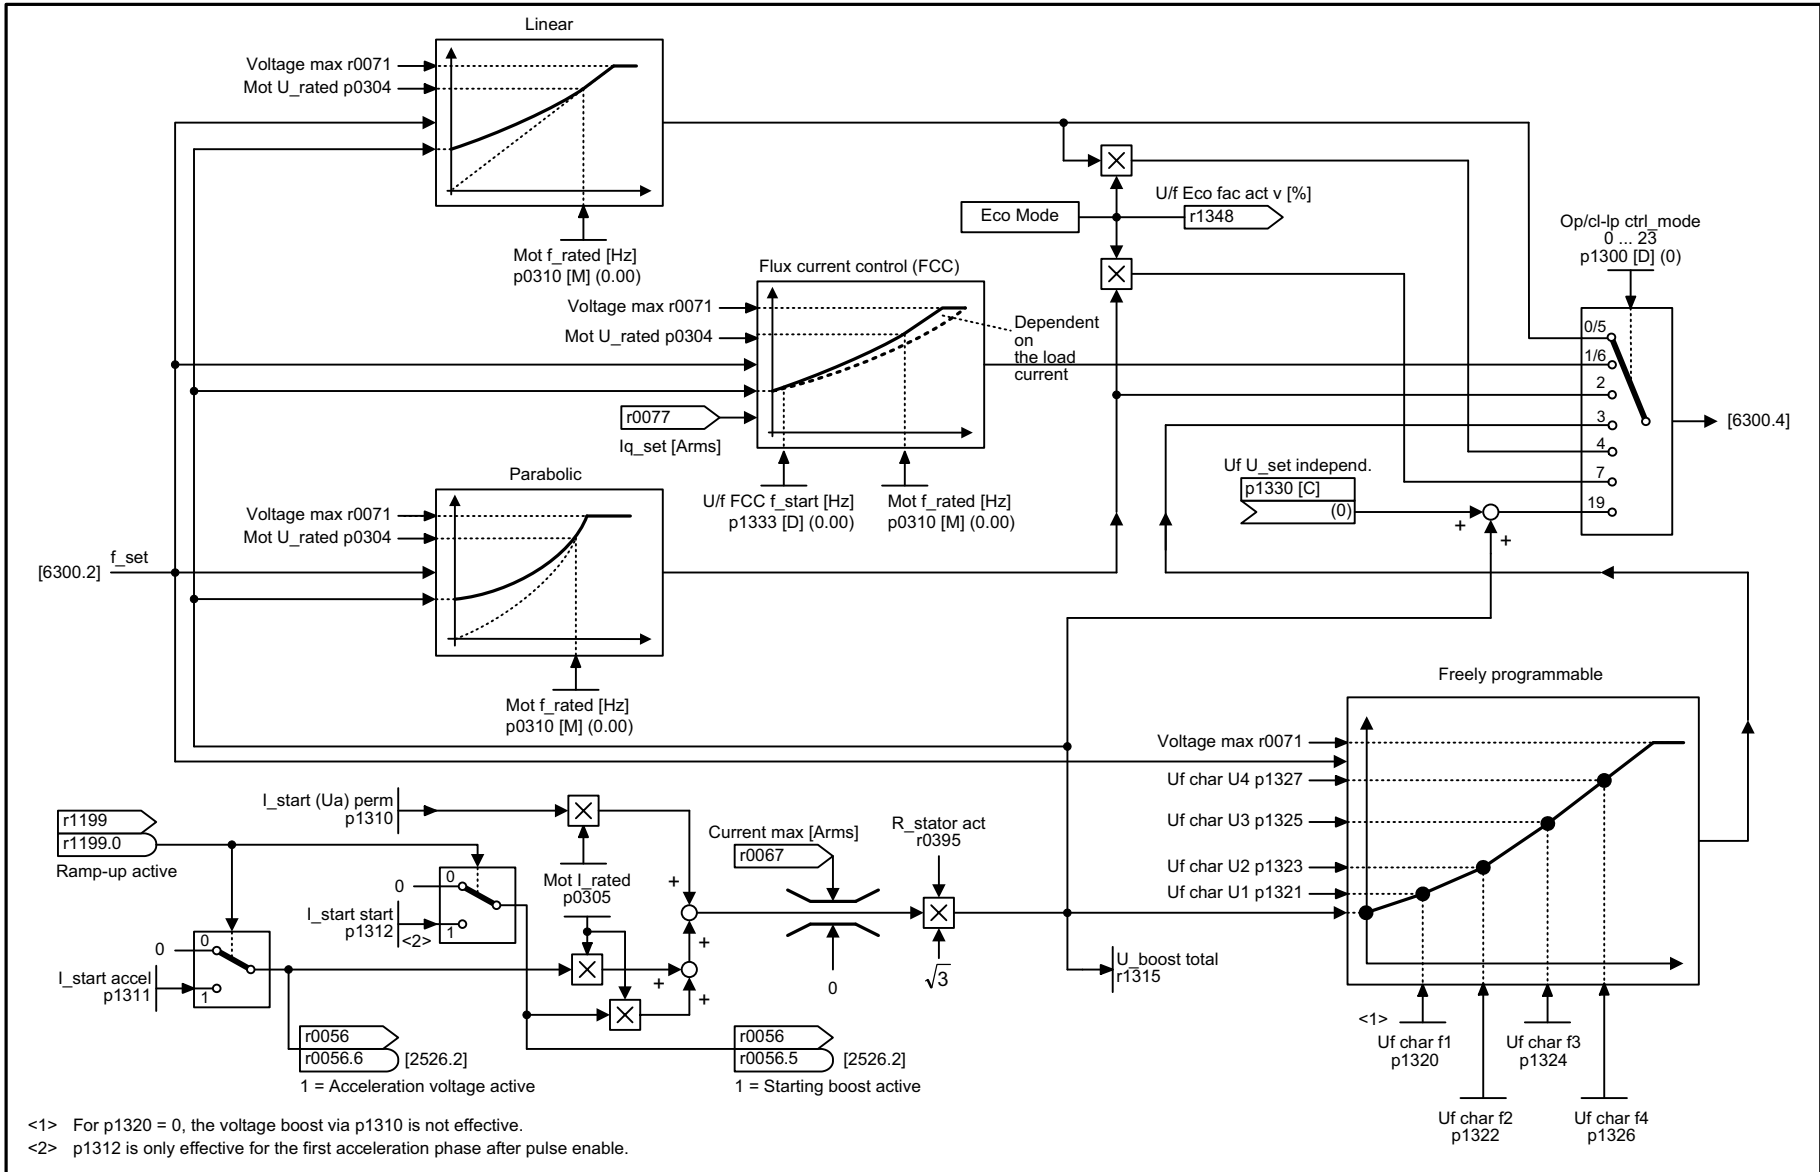 Linear
Voltage max r0071
Mot U_rated p0304
Mot f_rated [Hz]
p0310 [M] (0.00)
Eco Mode
U/f Eco fac act v [%]
r1348
Op/cl-lp ctrl_mode
0 ... 23
p1300 [D] (0)
Flux current control (FCC)
Voltage max r0071
Mot U_rated p0304
Dependent
on
the load
current
r0077
Iq_set [Arms]
U/f FCC f_start [Hz]
p1333 [D] (0.00)
Mot f_rated [Hz]
p0310 [M] (0.00)
0/5
1/6
2
3
4
7
19
[6300.4]
Uf U_set independ.
p1330 [C]
(0)
+
+
Parabolic
Voltage max r0071
Mot U_rated p0304
[6300.2]
f_set
Mot f_rated [Hz]
p0310 [M] (0.00)
Freely programmable
Voltage max r0071
Uf char U4 p1327
Uf char U3 p1325
Uf char U2 p1323
Uf char U1 p1321
<1>
Uf char f1
p1320
Uf char f3
p1324
Uf char f2
p1322
Uf char f4
p1326
I_start (Ua) perm
p1310
r1199
r1199.0
Ramp-up active
0
0
I_start start
p1312
<2>
1
Mot I_rated
p0305
0
0
I_start accel
p1311
1
+
+
+
+
Current max [Arms]
r0067
0
R_stator act
r0395
√3
U_boost total
r1315
r0056
r0056.6
[2526.2]
1 = Acceleration voltage active
r0056
r0056.5
[2526.2]
1 = Starting boost active
<1> For p1320 = 0, the voltage boost via p1310 is not effective.
<2> p1312 is only effective for the first acceleration phase after pulse enable.